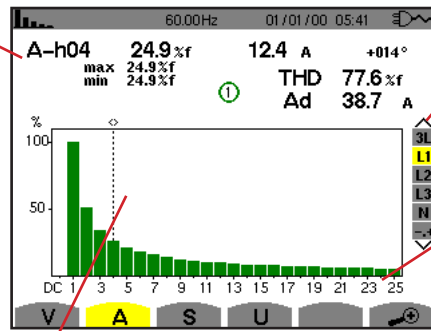 60.00Hz 01/01/00 05:41
A-h04 24.9 %f 12.4 A +014°
max 24.9%f
min 24.9%f
1
THD 77.6 %f
Ad 38.7 A
%
100
50
DC 1 3 5 7 9 11 13 15 17 19 21 23 25
3L
L1
L2
L3
N
-.+
V A S U